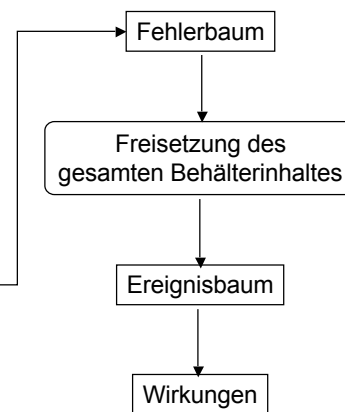 Fehlerbaum
Freisetzung des
gesamten Behälterinhaltes
Ereignisbaum
Wirkungen